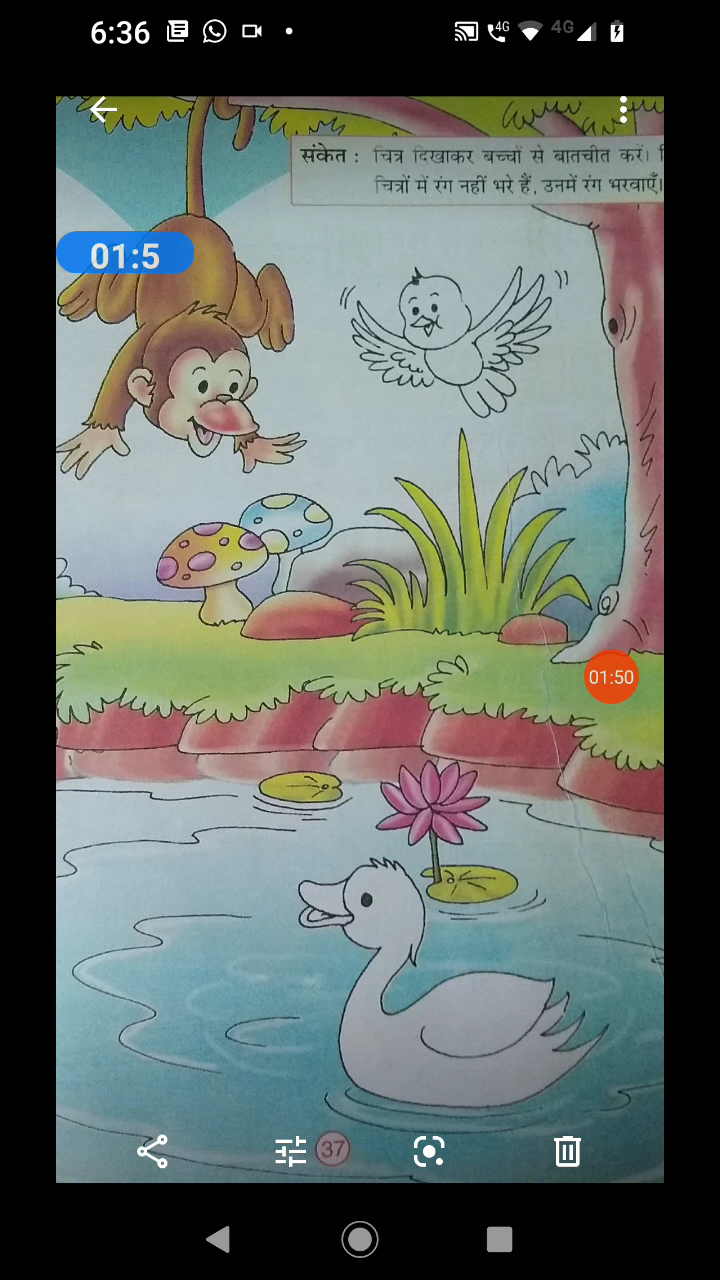 6:36
4G
4G
संकेत : चित्र दिखाकर बच्चों से बातचीत करें।
चित्रों में रंग नहीं भरे हैं, उनमें रंग भरवाएँ।
01:5
01:50
37